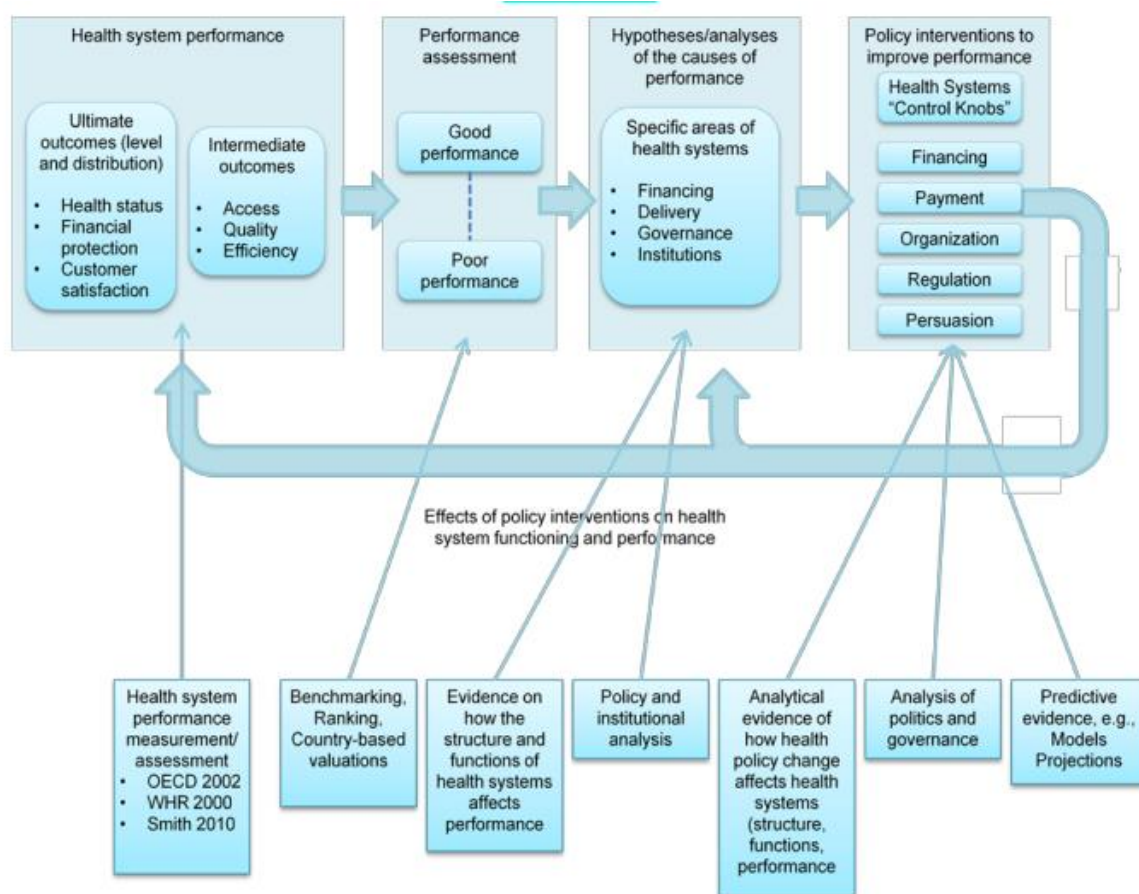 Health system performance
Ultimate
outcomes (level
and distribution)
• Health status
• Financial
protection
• Customer
satisfaction
Intermediate
outcomes
• Access
• Quality
• Efficiency
Performance
assessment
Good
performance
Poor
performance
Hypotheses/analyses
of the causes of
performance
Specific areas of
health systems
• Financing
• Delivery
• Governance
• Institutions
Policy interventions to
improve performance
Health Systems
“Control Knobs”
Financing
Payment
Organization
Regulation
Persuasion
Effects of policy interventions on health
system functioning and performance
Health system
performance
measurement/
assessment
• OECD 2002
• WHR 2000
• Smith 2010
Benchmarking,
Ranking,
Country-based
valuations
Evidence on
how the
structure and
functions of
health systems
affects
performance
Policy and
institutional
analysis
Analytical
evidence of
how health
policy change
affects health
systems
(structure,
functions,
performance
Analysis of
politics and
governance
Predictive
evidence, e.g.,
Models
Projections